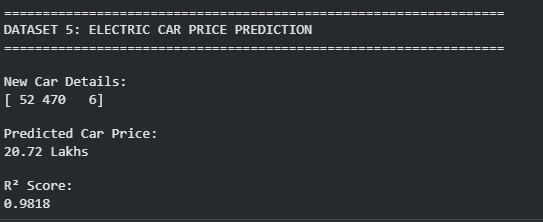 =================================================================
DATASET 5: ELECTRIC CAR PRICE PREDICTION
=================================================================
New Car Details:
[ 52 470   6]
Predicted Car Price:
20.72 Lakhs
R² Score:
0.9818